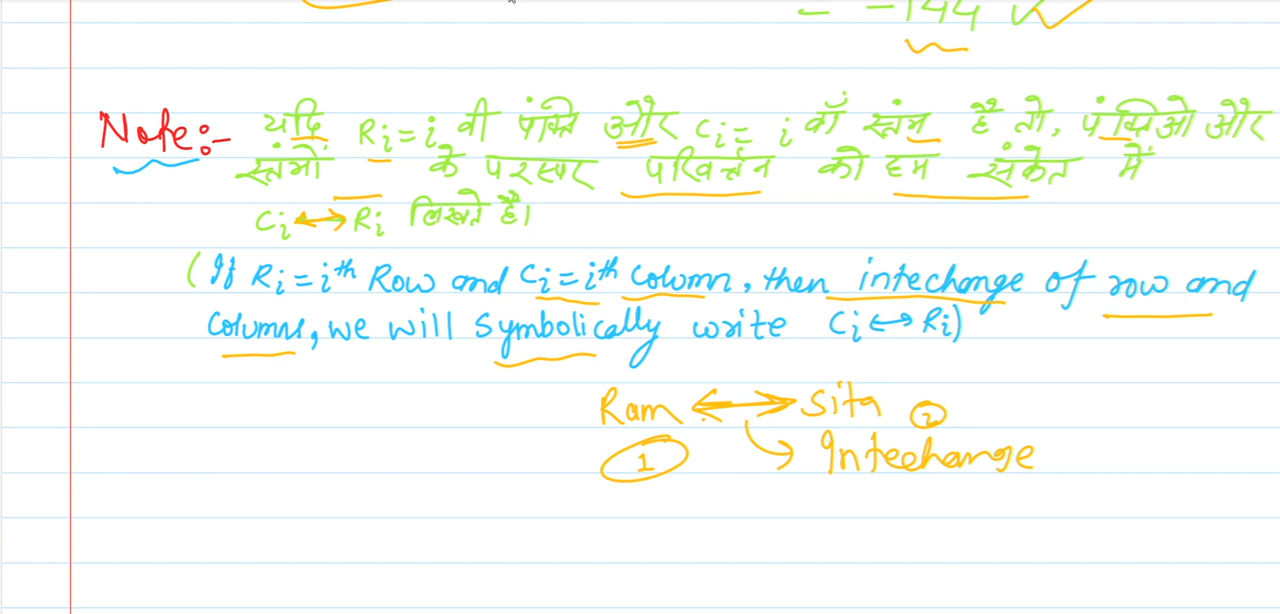 = -144
Note:- यदि Ri = i वी पंक्ति और Ci = i वाँ स्तंभ है तो, पंक्तिओ और
स्तंभों के परस्पर परिवर्तन को हम संकेत में
Ci ↔ Ri लिखते है।
(If Ri = ith Row and Ci = ith column, then intechange of row and
columns, we will symbolically write Ci ↔ Ri)
Ram ↔ Sita ②
① → Intechange